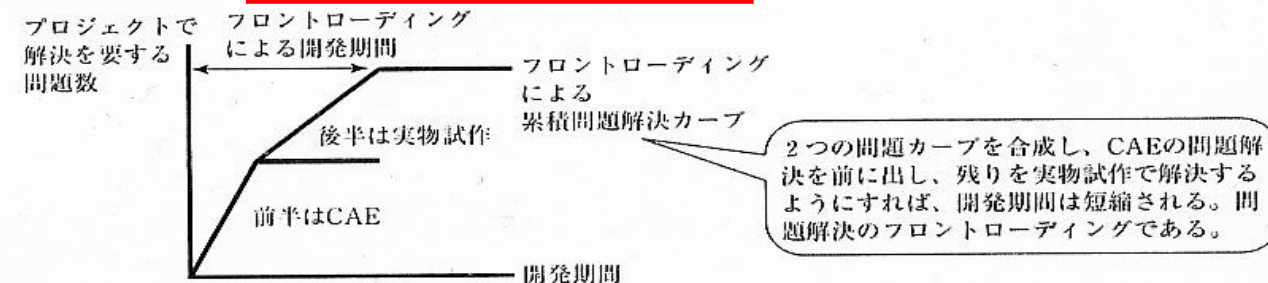 プロジェクトで
解決を要する
問題数
フロントローディング
による開発期間
フロントローディング
による
累積問題解決カーブ
後半は実物試作
前半はCAE
開発期間
2つの問題カーブを合成し、CAEの問題解
決を前に出し、残りを実物試作で解決する
ようにすれば、開発期間は短縮される。問
題解決のフロントローディングである。